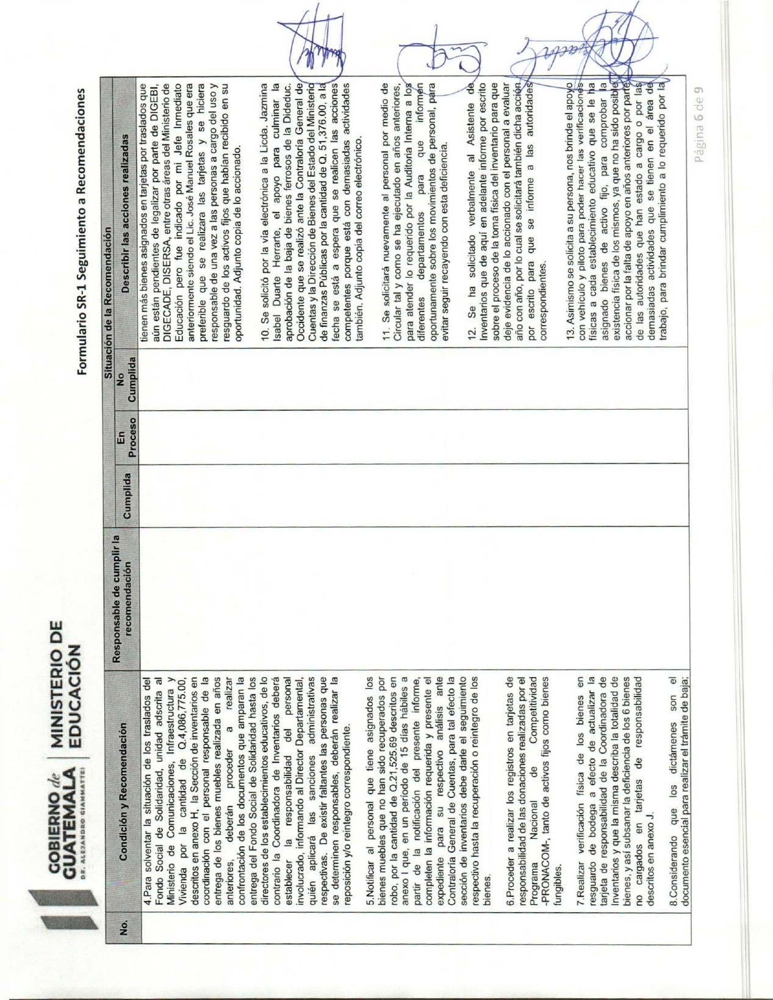 GOBIERNO de
GUATEMALA
DR. ALEJANDRO GIAMMATTEI
MINISTERIO DE
EDUCACIÓN
Formulario SR-1 Seguimiento a Recomendaciones
No.
Condición y Recomendación
Responsable de cumplir la
recomendación
Situación de la Recomendación
Cumplida
En
Proceso
No
Cumplida
Describir las acciones realizadas
4.Para solventar la situación de los traslados del
Fondo Social de Solidaridad, unidad adscrita al
Ministerio de Comunicaciones, Infraestructura y
Vivienda por la cantidad de Q.4,086,775.00,
descritos en anexo H, la Sección de inventarios en
coordinación con el personal responsable de la
entrega de los bienes muebles realizada en años
anteriores, deberán proceder a realizar
confrontación de los documentos que amparan la
entrega del Fondo Social de Solidaridad hasta los
directores de los establecimientos educativos, de lo
contrario la Coordinadora de Inventarios deberá
establecer la responsabilidad del personal
involucrado, informando al Director Departamental,
quién aplicará las sanciones administrativas
respectivas. De existir faltantes las personas que
se determinen responsables, deberán realizar la
reposición y/o reintegro correspondiente.
5.Notificar al personal que tiene asignados los
bienes muebles que no han sido recuperados por
robo, por la cantidad de Q.21,525.69 descritos en
anexo I que, en un período de 15 días hábiles a
partir de la notificación del presente informe,
completen la información requerida y presente el
expediente para su respectivo análisis ante
Contraloría General de Cuentas, para tal efecto la
sección de inventarios debe darle el seguimiento
respectivo hasta la recuperación o reintegro de los
bienes.
6.Proceder a realizar los registros en tarjetas de
responsabilidad de las donaciones realizadas por el
Programa Nacional de Competitividad
-PRONACOM-, tanto de activos fijos como bienes
fungibles.
7.Realizar verificación física de los bienes en
resguardo de bodega a efecto de actualizar la
tarjeta de responsabilidad de la Coordinadora de
Inventarios y que la misma describa la totalidad de
bienes, y así subsanar la deficiencia de los 6 bienes
no cargados en tarjetas de responsabilidad
descritos en anexo J.
8.Considerando que los dictámenes son el
documento esencial para realizar el trámite de baja;
tienen más bienes asignados en tarjetas por traslados que
aún están pendientes de legalizar por parte de DIGEBI,
DIGECADE, DISERSA, entre otras áreas del Ministerio de
Educación pero fue indicado por mi Jefe Inmediato
anteriormente siendo el Lic. José Manuel Rosales que era
preferible que se realizara las tarjetas y se hiciera
responsable de una vez a las personas a cargo del uso y
resguardo de los activos fijos que habían recibido en su
oportunidad. Adjunto copia de lo accionado.
10. Se solicitó por la vía electrónica a la Licda. Jazmina
Isabel Duarte Herrarte, el apoyo para culminar la
aprobación de la baja de bienes ferrosos de la Dideduc.
Occidente que se realizó ante la Contraloría General de
Cuentas y la Dirección de Bienes del Estado del Ministerio
de finanzas Públicas por la cantidad de Q. 51,376.00, a la
fecha se está a espera que se realicen las acciones
competentes porque está con demasiadas actividades
también. Adjunto copia del correo electrónico.
11. Se solicitará nuevamente al personal por medio de
Circular tal y como se ha ejecutado en años anteriores,
para atender lo requerido por la Auditoria Interna a los
diferentes departamentos para que informen
oportunamente sobre los movimientos de personal, para
evitar seguir recayendo con esta deficiencia.
12. Se ha solicitado verbalmente al Asistente de
Inventarios que de aquí en adelante informe por escrito
sobre el proceso de la toma física del inventario para que
deje evidencia de lo accionado con el personal a evaluar
año con año, por lo cual se solicitará también dicha acción
por escrito para que se informe a las autoridades
correspondientes.
13. Asimismo se solicita a su persona, nos brinde el apoyo
con vehículo y piloto para poder hacer las verificaciones
físicas a cada establecimiento educativo que se le ha
asignado bienes de activo fijo, para comprobar la
existencia física de los mismos, ya que no ha sido posible
accionar por la falta de apoyo en años anteriores por parte
de las autoridades que han estado a cargo o por las
demasiadas actividades que se tienen en el área de
trabajo, para brindar cumplimiento a lo requerido por la
Página 6 de 9